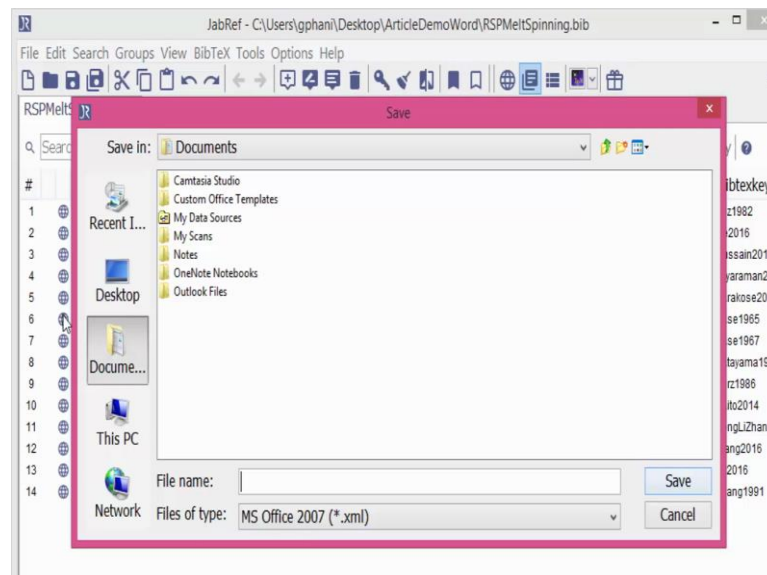 JabRef - C:\Users\gphani\Desktop\ArticleDemoWord\RSPMeltSpinning.bib
File Edit Search Groups View BibTeX Tools Options Help
Save
Save in: Documents
#
Camtasia Studio
Custom Office Templates
My Data Sources
My Scans
Notes
OneNote Notebooks
Outlook Files
Recent I...
Desktop
Docume...
This PC
Network
1
2
3
4
5
6
7
8
9
10
11
12
13
14
ibtexkey
z1982
2016
ssain201
yaraman2
rakose20
se1965
se1967
tayama19
rz1986
ito2014
ngLiZhan
ang2016
2016
ang1991
File name:
Save
Files of type: MS Office 2007 (*.xml)
Cancel